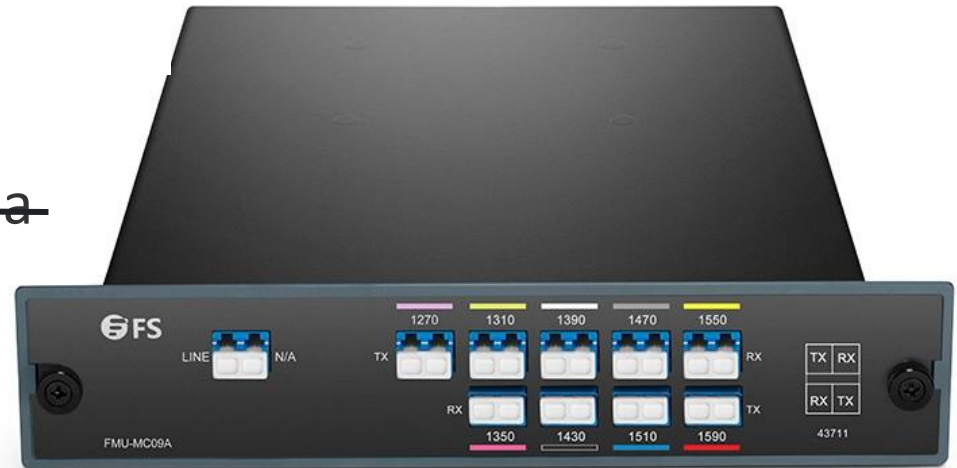 a
FS
1270 1310 1390 1470 1550
LINE N/A TX RX
RX TX
1350 1430 1510 1590
FMU-MC09A
TX RX
RX TX
43711